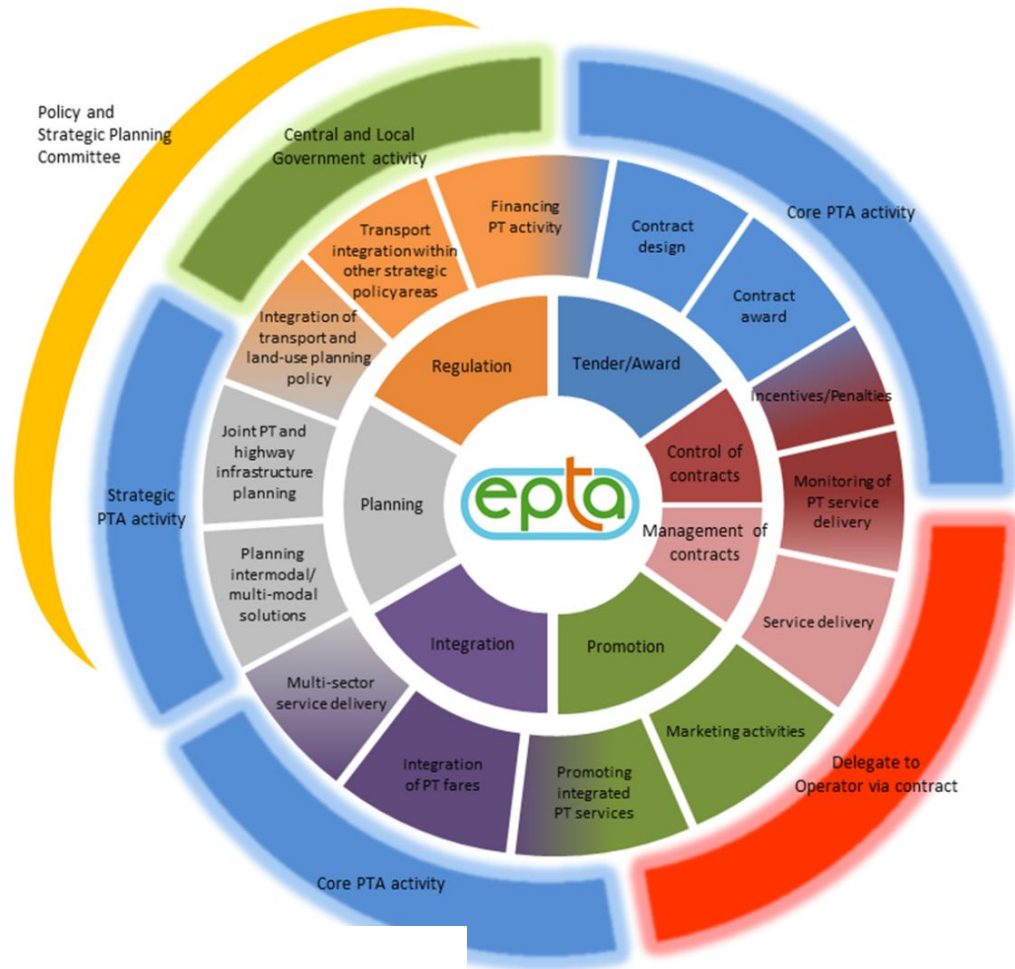 Policy and
Strategic Planning
Committee
Central and Local
Government activity
Core PTA activity
Financing
PT activity
Contract
design
Transport
integration within
other strategic
policy areas
Contract
award
Integration of
transport and
land-use planning
policy
Regulation
Tender/Award
Incentives/Penalties
Joint PT and
highway
infrastructure
planning
Control of
contracts
Monitoring of
PT service
delivery
Strategic
PTA activity
Planning
epta
Management of
contracts
Planning
intermodal/
multi-modal
solutions
Service delivery
Integration
Promotion
Multi-sector
service delivery
Marketing activities
Integration
of PT fares
Promoting
integrated
PT services
Delegate to
Operator via contract
Core PTA activity